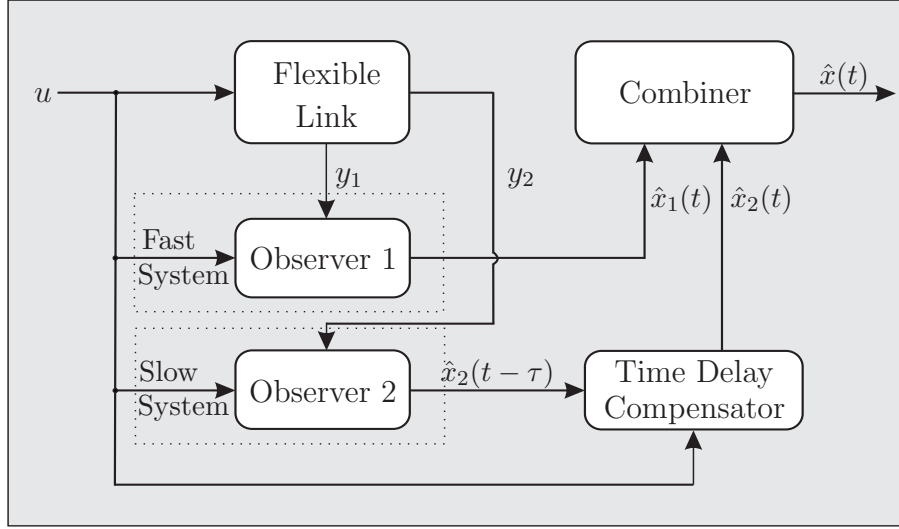 Flexible
Link
Combiner
x̂(t)
u
y₁
y₂
x̂₁(t)
x̂₂(t)
Fast
System
Observer 1
Slow
System
Observer 2
x̂₂(t − τ)
Time Delay
Compensator